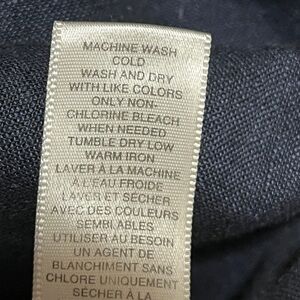 MACHINE WASH
COLD
WASH AND DRY
WITH LIKE COLORS
ONLY NON-
CHLORINE BLEACH
WHEN NEEDED
TUMBLE DRY LOW
WARM IRON
LAVER À LA MACHINE
À L'EAU FROIDE
LAVER ET SÉCHER
AVEC DES COULEURS
SEMBLABLES
UTILISER AU BESOIN
UN AGENT DE
BLANCHIMENT SANS
CHLORE UNIQUEMENT
SÉCHER À LA